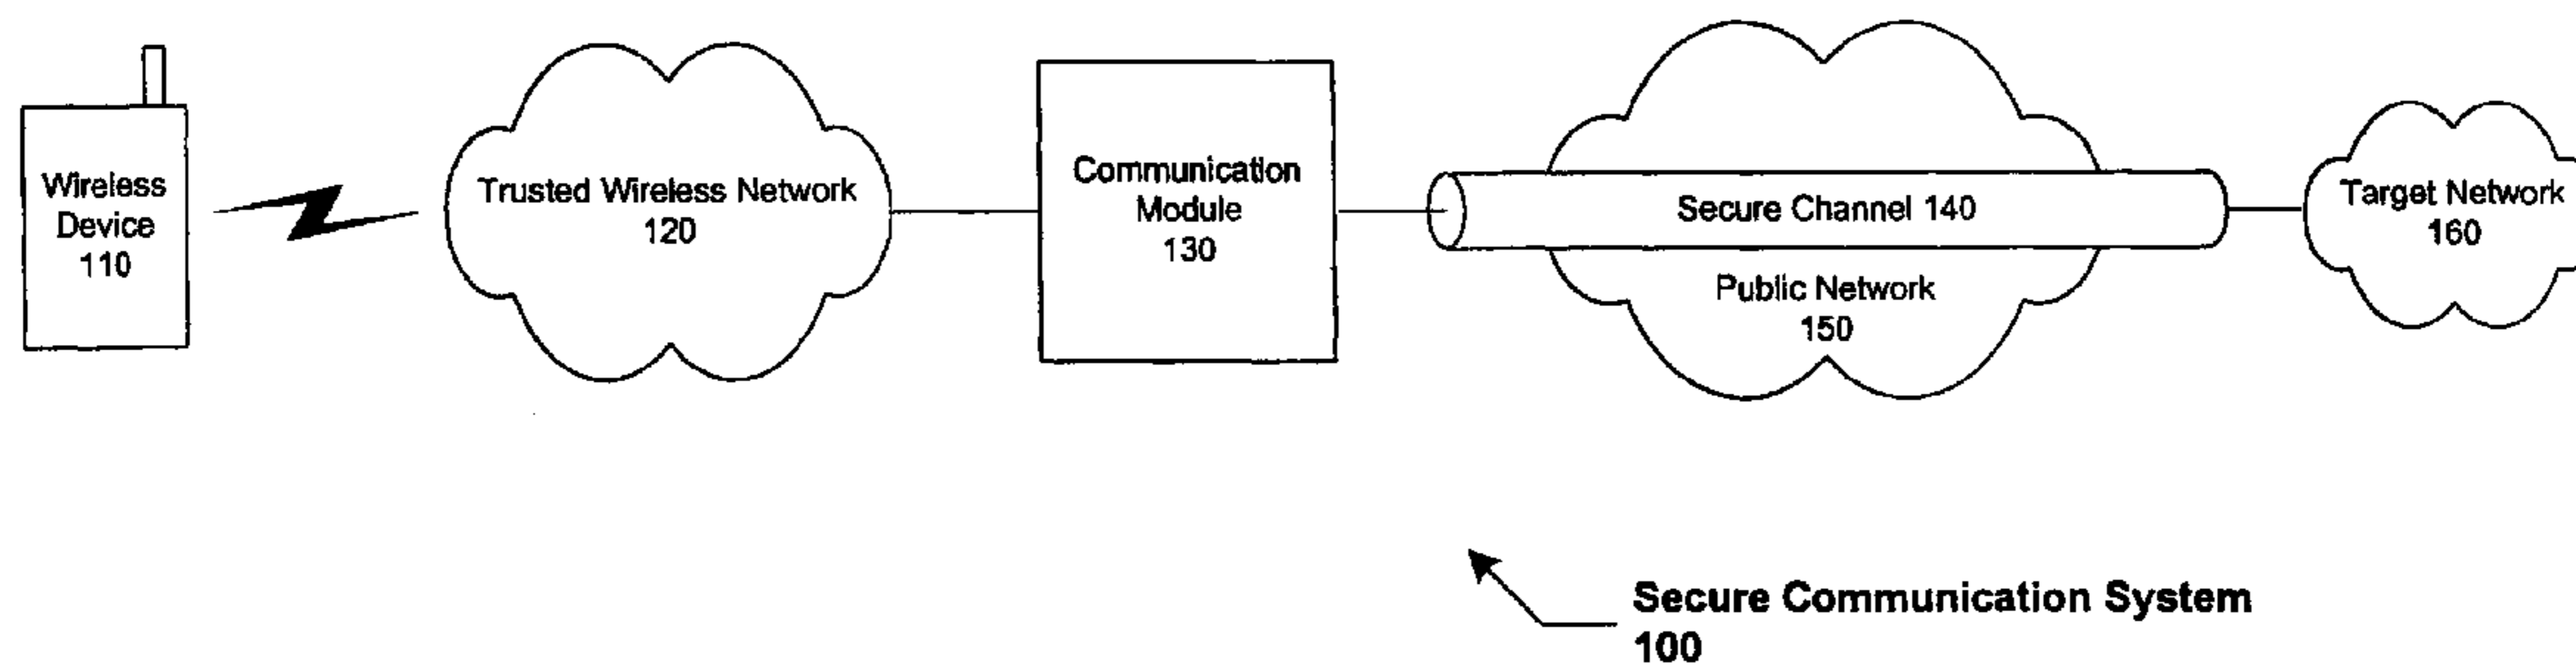 Wireless
Device
110
Trusted Wireless Network
120
Communication
Module
130
Secure Channel 140
Public Network
150
Target Network
160
Secure Communication System
100